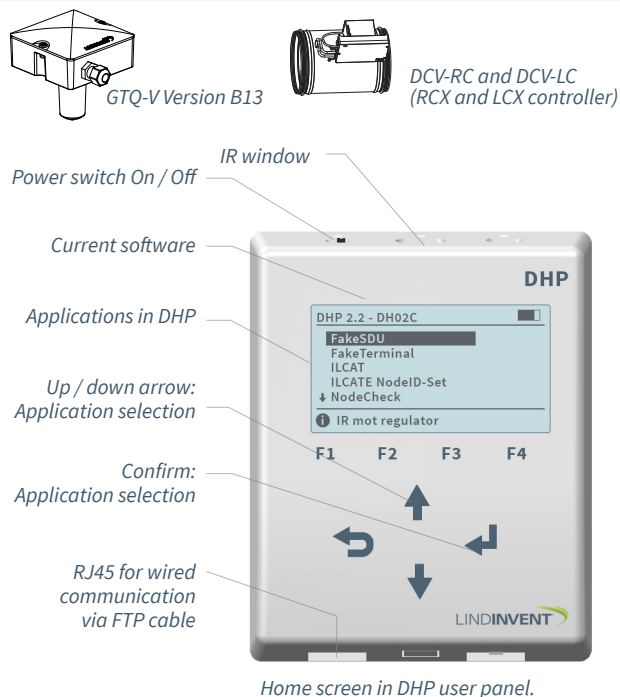 GTQ-V Version B13
DCV-RC and DCV-LC
(RCX and LCX controller)
IR window
Power switch On / Off
Current software
DHP
Applications in DHP
DHP 2.2 - DH02C
FakeSDU
FakeTerminal
ILCAT
ILCATE NodeID-Set
NodeCheck
IR mot regulator
Up / down arrow:
Application selection
F1 F2 F3 F4
Confirm:
Application selection
RJ45 for wired
communication
via FTP cable
LINDINVENT
Home screen in DHP user panel.